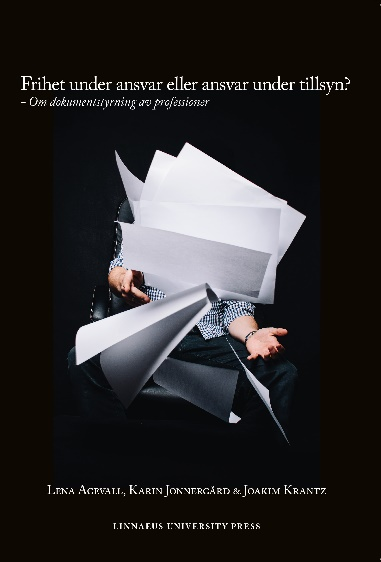 Frihet under ansvar eller ansvar under tillsyn?
– Om dokumentstyrning av professioner
Lena Agevall, Karin Jonnergård & Joakim Krantz
LINNAEUS UNIVERSITY PRESS